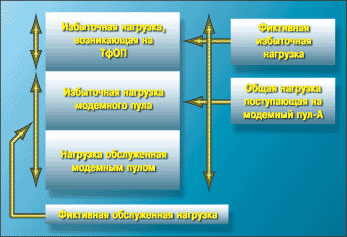 Избыточная нагрузка,
возникающая на
ТфОП
Фиктивная
избыточная
нагрузка
Избыточная нагрузка
модемного пула
Общая нагрузка
поступающая на
модемный пул-А
Нагрузка обслуженная
модемным пулом
Фиктивная обслуженная нагрузка